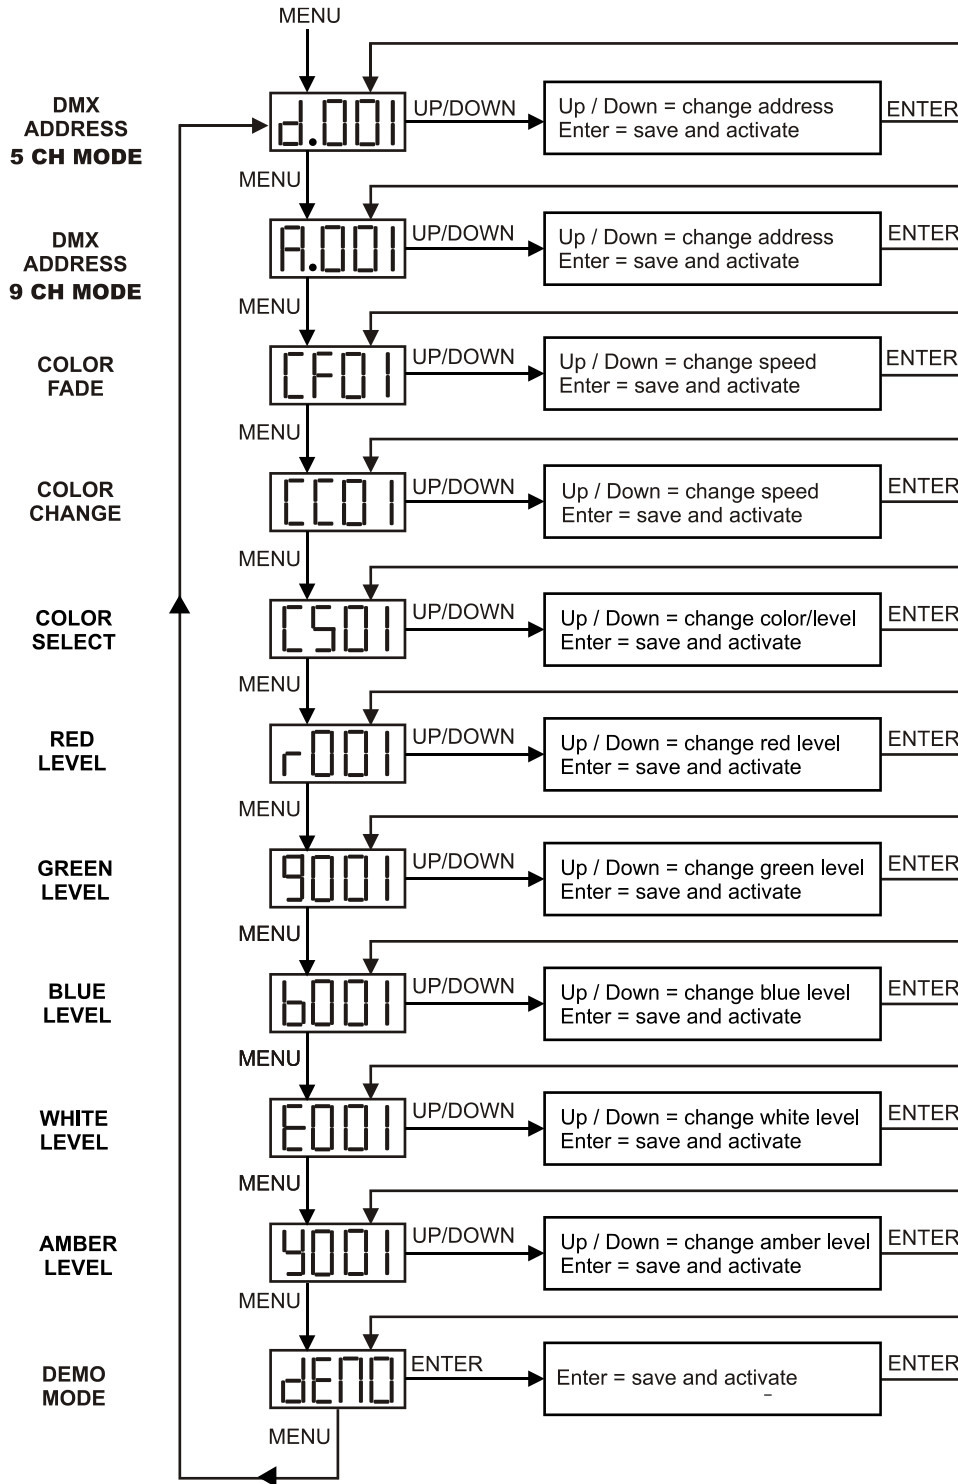 MENU
DMX
ADDRESS
5 CH MODE
d.001
UP/DOWN
Up / Down = change address
Enter = save and activate
ENTER
MENU
DMX
ADDRESS
9 CH MODE
A.001
UP/DOWN
Up / Down = change address
Enter = save and activate
ENTER
MENU
COLOR
FADE
CF01
UP/DOWN
Up / Down = change speed
Enter = save and activate
ENTER
MENU
COLOR
CHANGE
CC01
UP/DOWN
Up / Down = change speed
Enter = save and activate
ENTER
MENU
COLOR
SELECT
CS01
UP/DOWN
Up / Down = change color/level
Enter = save and activate
ENTER
MENU
RED
LEVEL
r001
UP/DOWN
Up / Down = change red level
Enter = save and activate
ENTER
MENU
GREEN
LEVEL
g001
UP/DOWN
Up / Down = change green level
Enter = save and activate
ENTER
MENU
BLUE
LEVEL
b001
UP/DOWN
Up / Down = change blue level
Enter = save and activate
ENTER
MENU
WHITE
LEVEL
E001
UP/DOWN
Up / Down = change white level
Enter = save and activate
ENTER
MENU
AMBER
LEVEL
y001
UP/DOWN
Up / Down = change amber level
Enter = save and activate
ENTER
MENU
DEMO
MODE
dEMO
ENTER
Enter = save and activate
ENTER
MENU